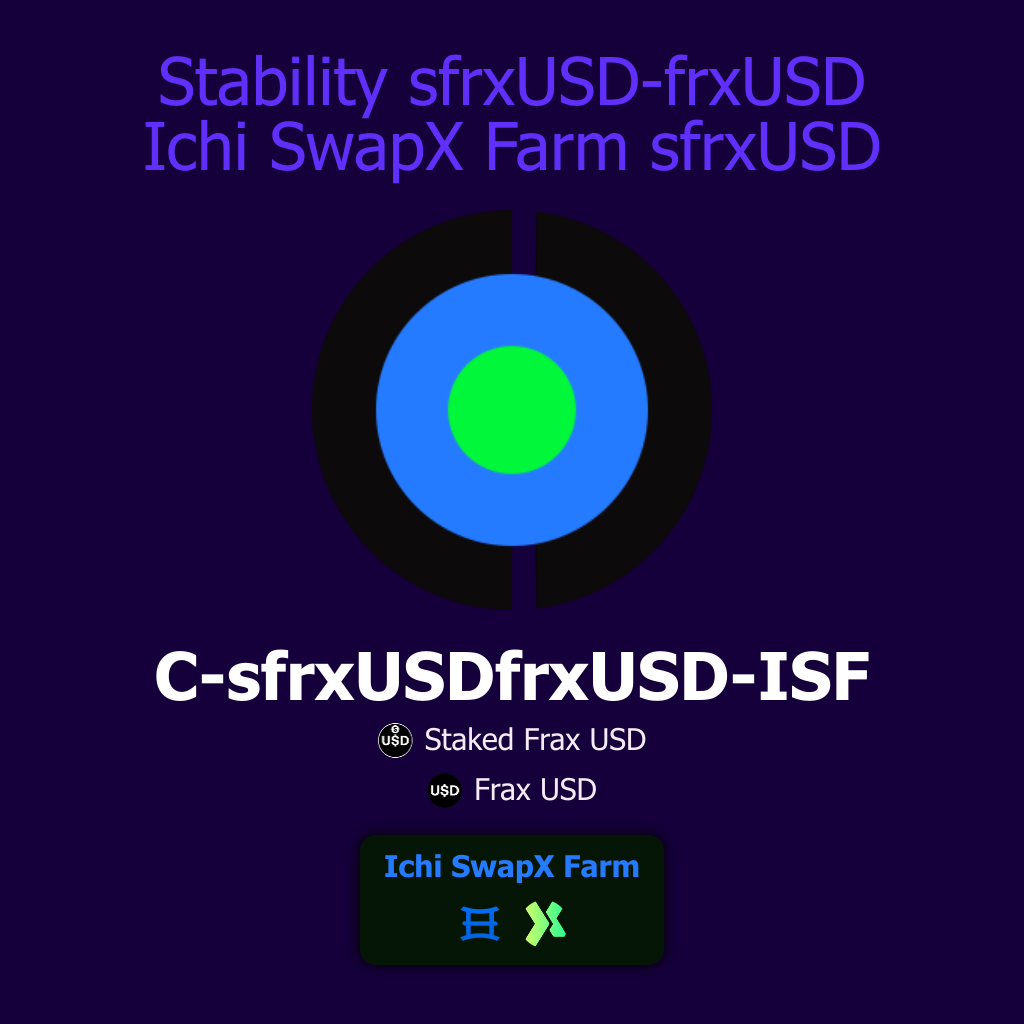 Stability sfrxUSD-frxUSD
Ichi SwapX Farm sfrxUSD
C-sfrxUSDfrxUSD-ISF
U$D Staked Frax USD
U$D Frax USD
Ichi SwapX Farm